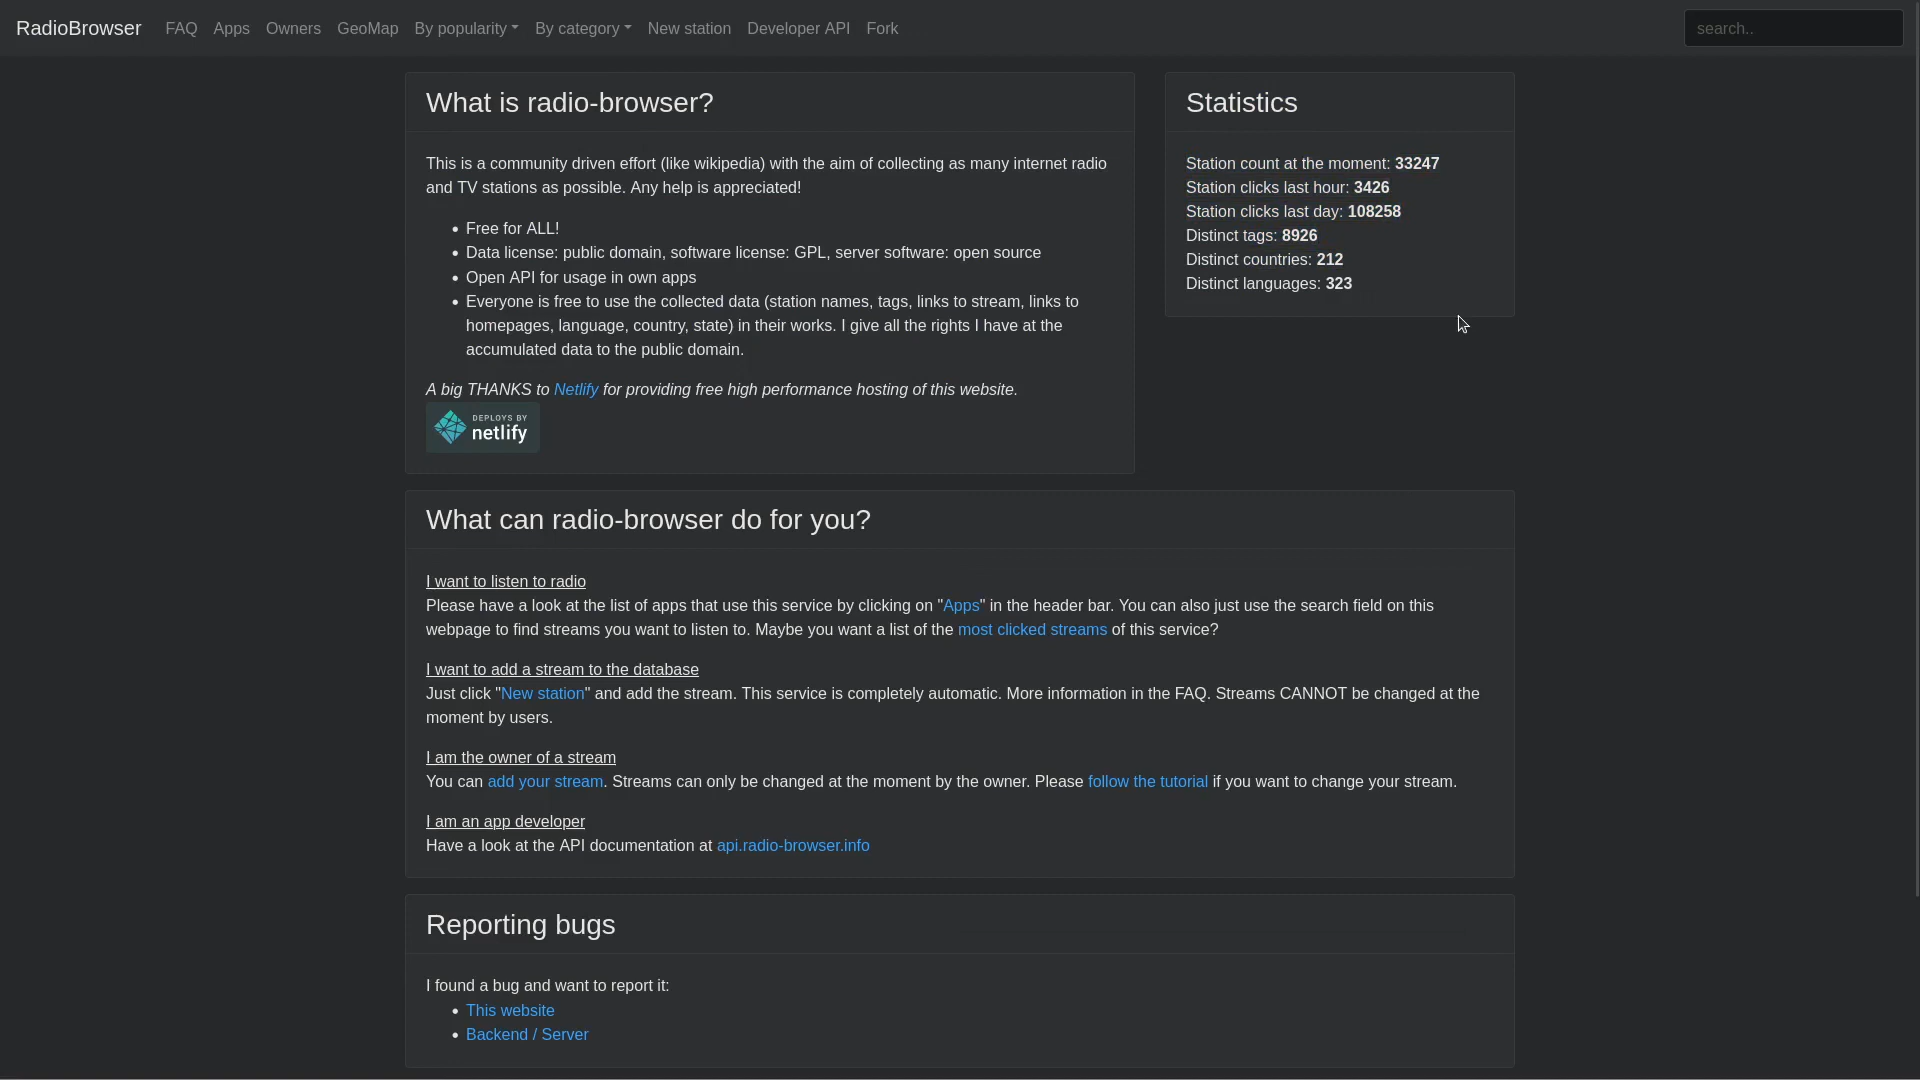 RadioBrowser FAQ Apps Owners GeoMap By popularity By category New station Developer API Fork search..
What is radio-browser?
This is a community driven effort (like wikipedia) with the aim of collecting as many internet radio
and TV stations as possible. Any help is appreciated!
Free for ALL!
Data license: public domain, software license: GPL, server software: open source
Open API for usage in own apps
Everyone is free to use the collected data (station names, tags, links to stream, links to
homepages, language, country, state) in their works. I give all the rights I have at the
accumulated data to the public domain.
A big THANKS to Netlify for providing free high performance hosting of this website.
DEPLOYS BY
netlify
Statistics
Station count at the moment: 33247
Station clicks last hour: 3426
Station clicks last day: 108258
Distinct tags: 8926
Distinct countries: 212
Distinct languages: 323
What can radio-browser do for you?
I want to listen to radio
Please have a look at the list of apps that use this service by clicking on "Apps" in the header bar. You can also just use the search field on this
webpage to find streams you want to listen to. Maybe you want a list of the most clicked streams of this service?
I want to add a stream to the database
Just click "New station" and add the stream. This service is completely automatic. More information in the FAQ. Streams CANNOT be changed at the
moment by users.
I am the owner of a stream
You can add your stream. Streams can only be changed at the moment by the owner. Please follow the tutorial if you want to change your stream.
I am an app developer
Have a look at the API documentation at api.radio-browser.info
Reporting bugs
I found a bug and want to report it:
This website
Backend / Server